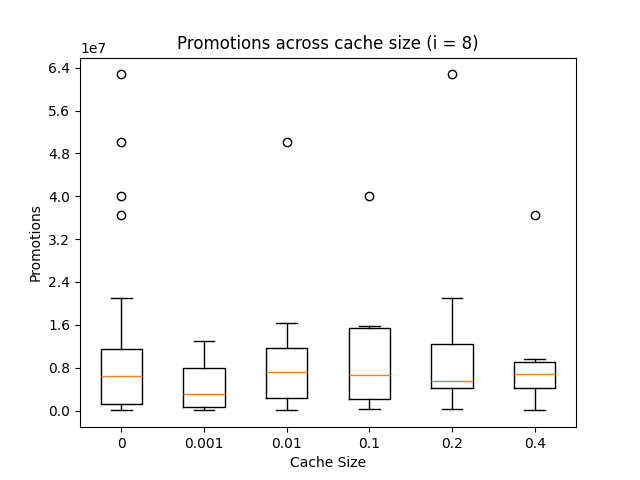 Promotions across cache size (i = 8)
1e7
6.4
5.6
4.8
4.0
3.2
2.4
1.6
0.8
0.0
Promotions
0 0.001 0.01 0.1 0.2 0.4
Cache Size